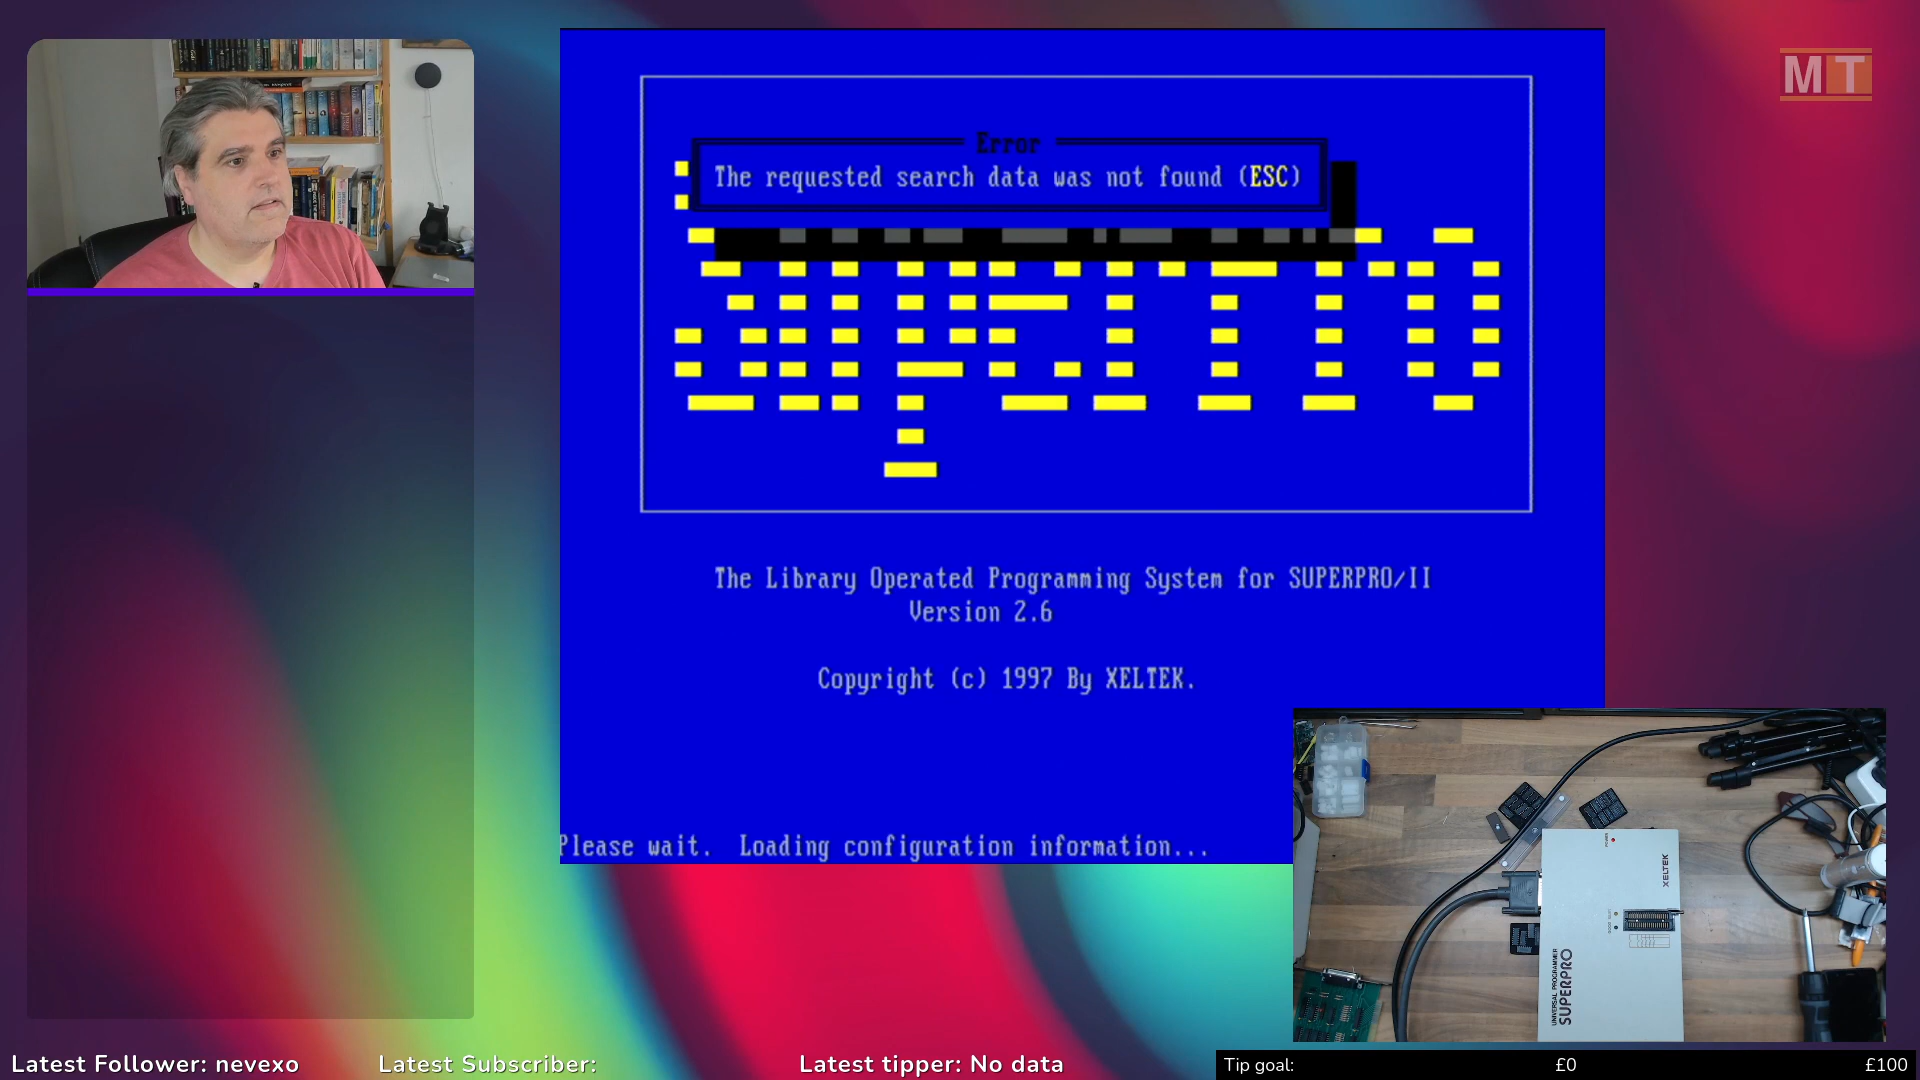 MT
Error
The requested search data was not found (ESC)
The Library Operated Programming System for SUPERPRO/II
Version 2.6
Copyright (c) 1997 By XELTEK.
Please wait. Loading configuration information...
XELTEK
UNIVERSAL PROGRAMMER
SUPERPRO
Latest Follower: nevexo
Latest Subscriber:
Latest tipper: No data
Tip goal:
£0
£100